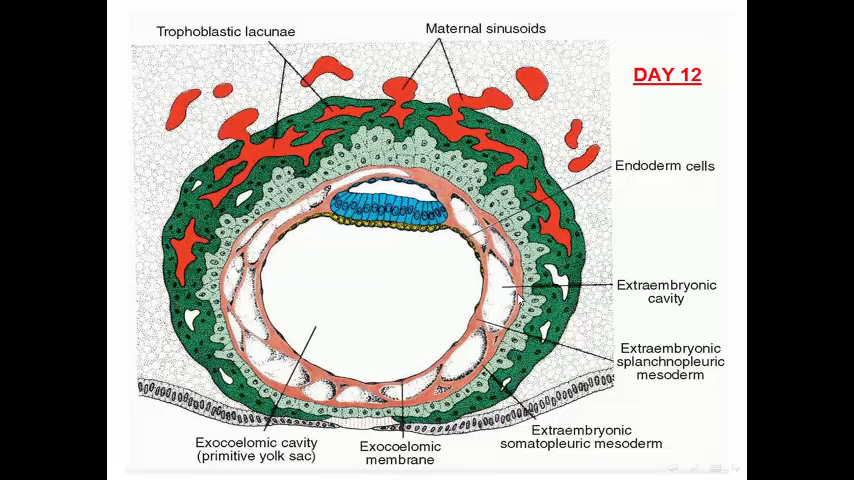 Trophoblastic lacunae
Maternal sinusoids
DAY 12
Endoderm cells
Extraembryonic
cavity
Extraembryonic
splanchnopleuric
mesoderm
Extraembryonic
somatopleuric mesoderm
Exocoelomic cavity
(primitive yolk sac)
Exocoelomic
membrane